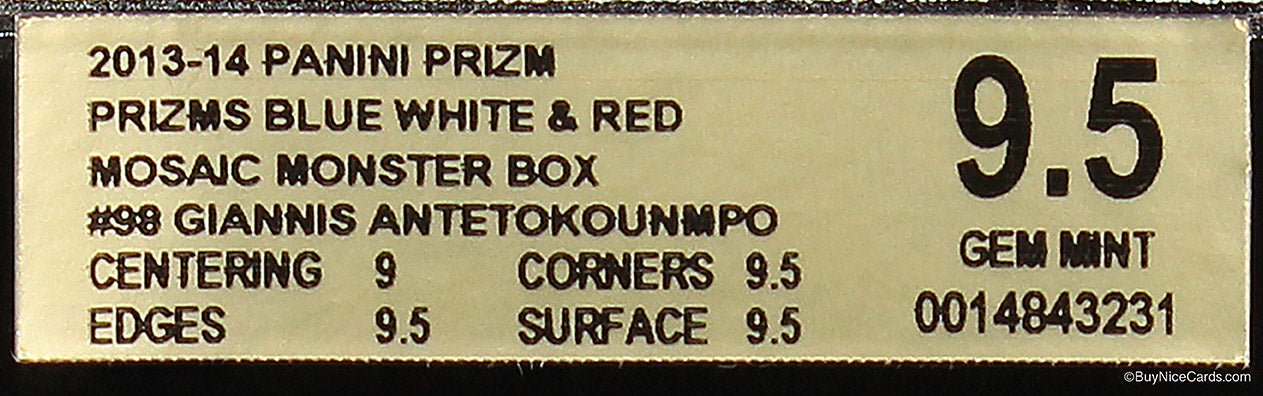 2013-14 PANINI PRIZM
PRIZMS BLUE WHITE & RED
MOSAIC MONSTER BOX
#98 GIANNIS ANTETOKOUNMPO
CENTERING 9 CORNERS 9.5
EDGES 9.5 SURFACE 9.5
9.5
GEM MINT
0014843231
©BuyNiceCards.com